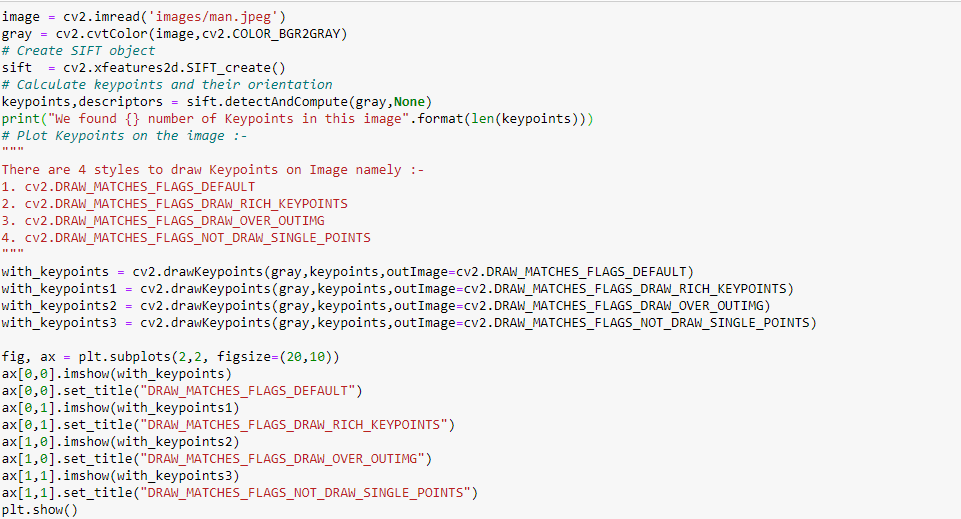 image = cv2.imread('images/man.jpeg')
gray = cv2.cvtColor(image,cv2.COLOR_BGR2GRAY)
# Create SIFT object
sift  = cv2.xfeatures2d.SIFT_create()
# Calculate keypoints and their orientation
keypoints,descriptors = sift.detectAndCompute(gray,None)
print("We found {} number of Keypoints in this image".format(len(keypoints)))
# Plot Keypoints on the image :-
"""
There are 4 styles to draw Keypoints on Image namely :-
1. cv2.DRAW_MATCHES_FLAGS_DEFAULT
2. cv2.DRAW_MATCHES_FLAGS_DRAW_RICH_KEYPOINTS
3. cv2.DRAW_MATCHES_FLAGS_DRAW_OVER_OUTIMG
4. cv2.DRAW_MATCHES_FLAGS_NOT_DRAW_SINGLE_POINTS
"""
with_keypoints = cv2.drawKeypoints(gray,keypoints,outImage=cv2.DRAW_MATCHES_FLAGS_DEFAULT)
with_keypoints1 = cv2.drawKeypoints(gray,keypoints,outImage=cv2.DRAW_MATCHES_FLAGS_DRAW_RICH_KEYPOINTS)
with_keypoints2 = cv2.drawKeypoints(gray,keypoints,outImage=cv2.DRAW_MATCHES_FLAGS_DRAW_OVER_OUTIMG)
with_keypoints3 = cv2.drawKeypoints(gray,keypoints,outImage=cv2.DRAW_MATCHES_FLAGS_NOT_DRAW_SINGLE_POINTS)

fig, ax = plt.subplots(2,2, figsize=(20,10))
ax[0,0].imshow(with_keypoints)
ax[0,0].set_title("DRAW_MATCHES_FLAGS_DEFAULT")
ax[0,1].imshow(with_keypoints1)
ax[0,1].set_title("DRAW_MATCHES_FLAGS_DRAW_RICH_KEYPOINTS")
ax[1,0].imshow(with_keypoints2)
ax[1,0].set_title("DRAW_MATCHES_FLAGS_DRAW_OVER_OUTIMG")
ax[1,1].imshow(with_keypoints3)
ax[1,1].set_title("DRAW_MATCHES_FLAGS_NOT_DRAW_SINGLE_POINTS")
plt.show()